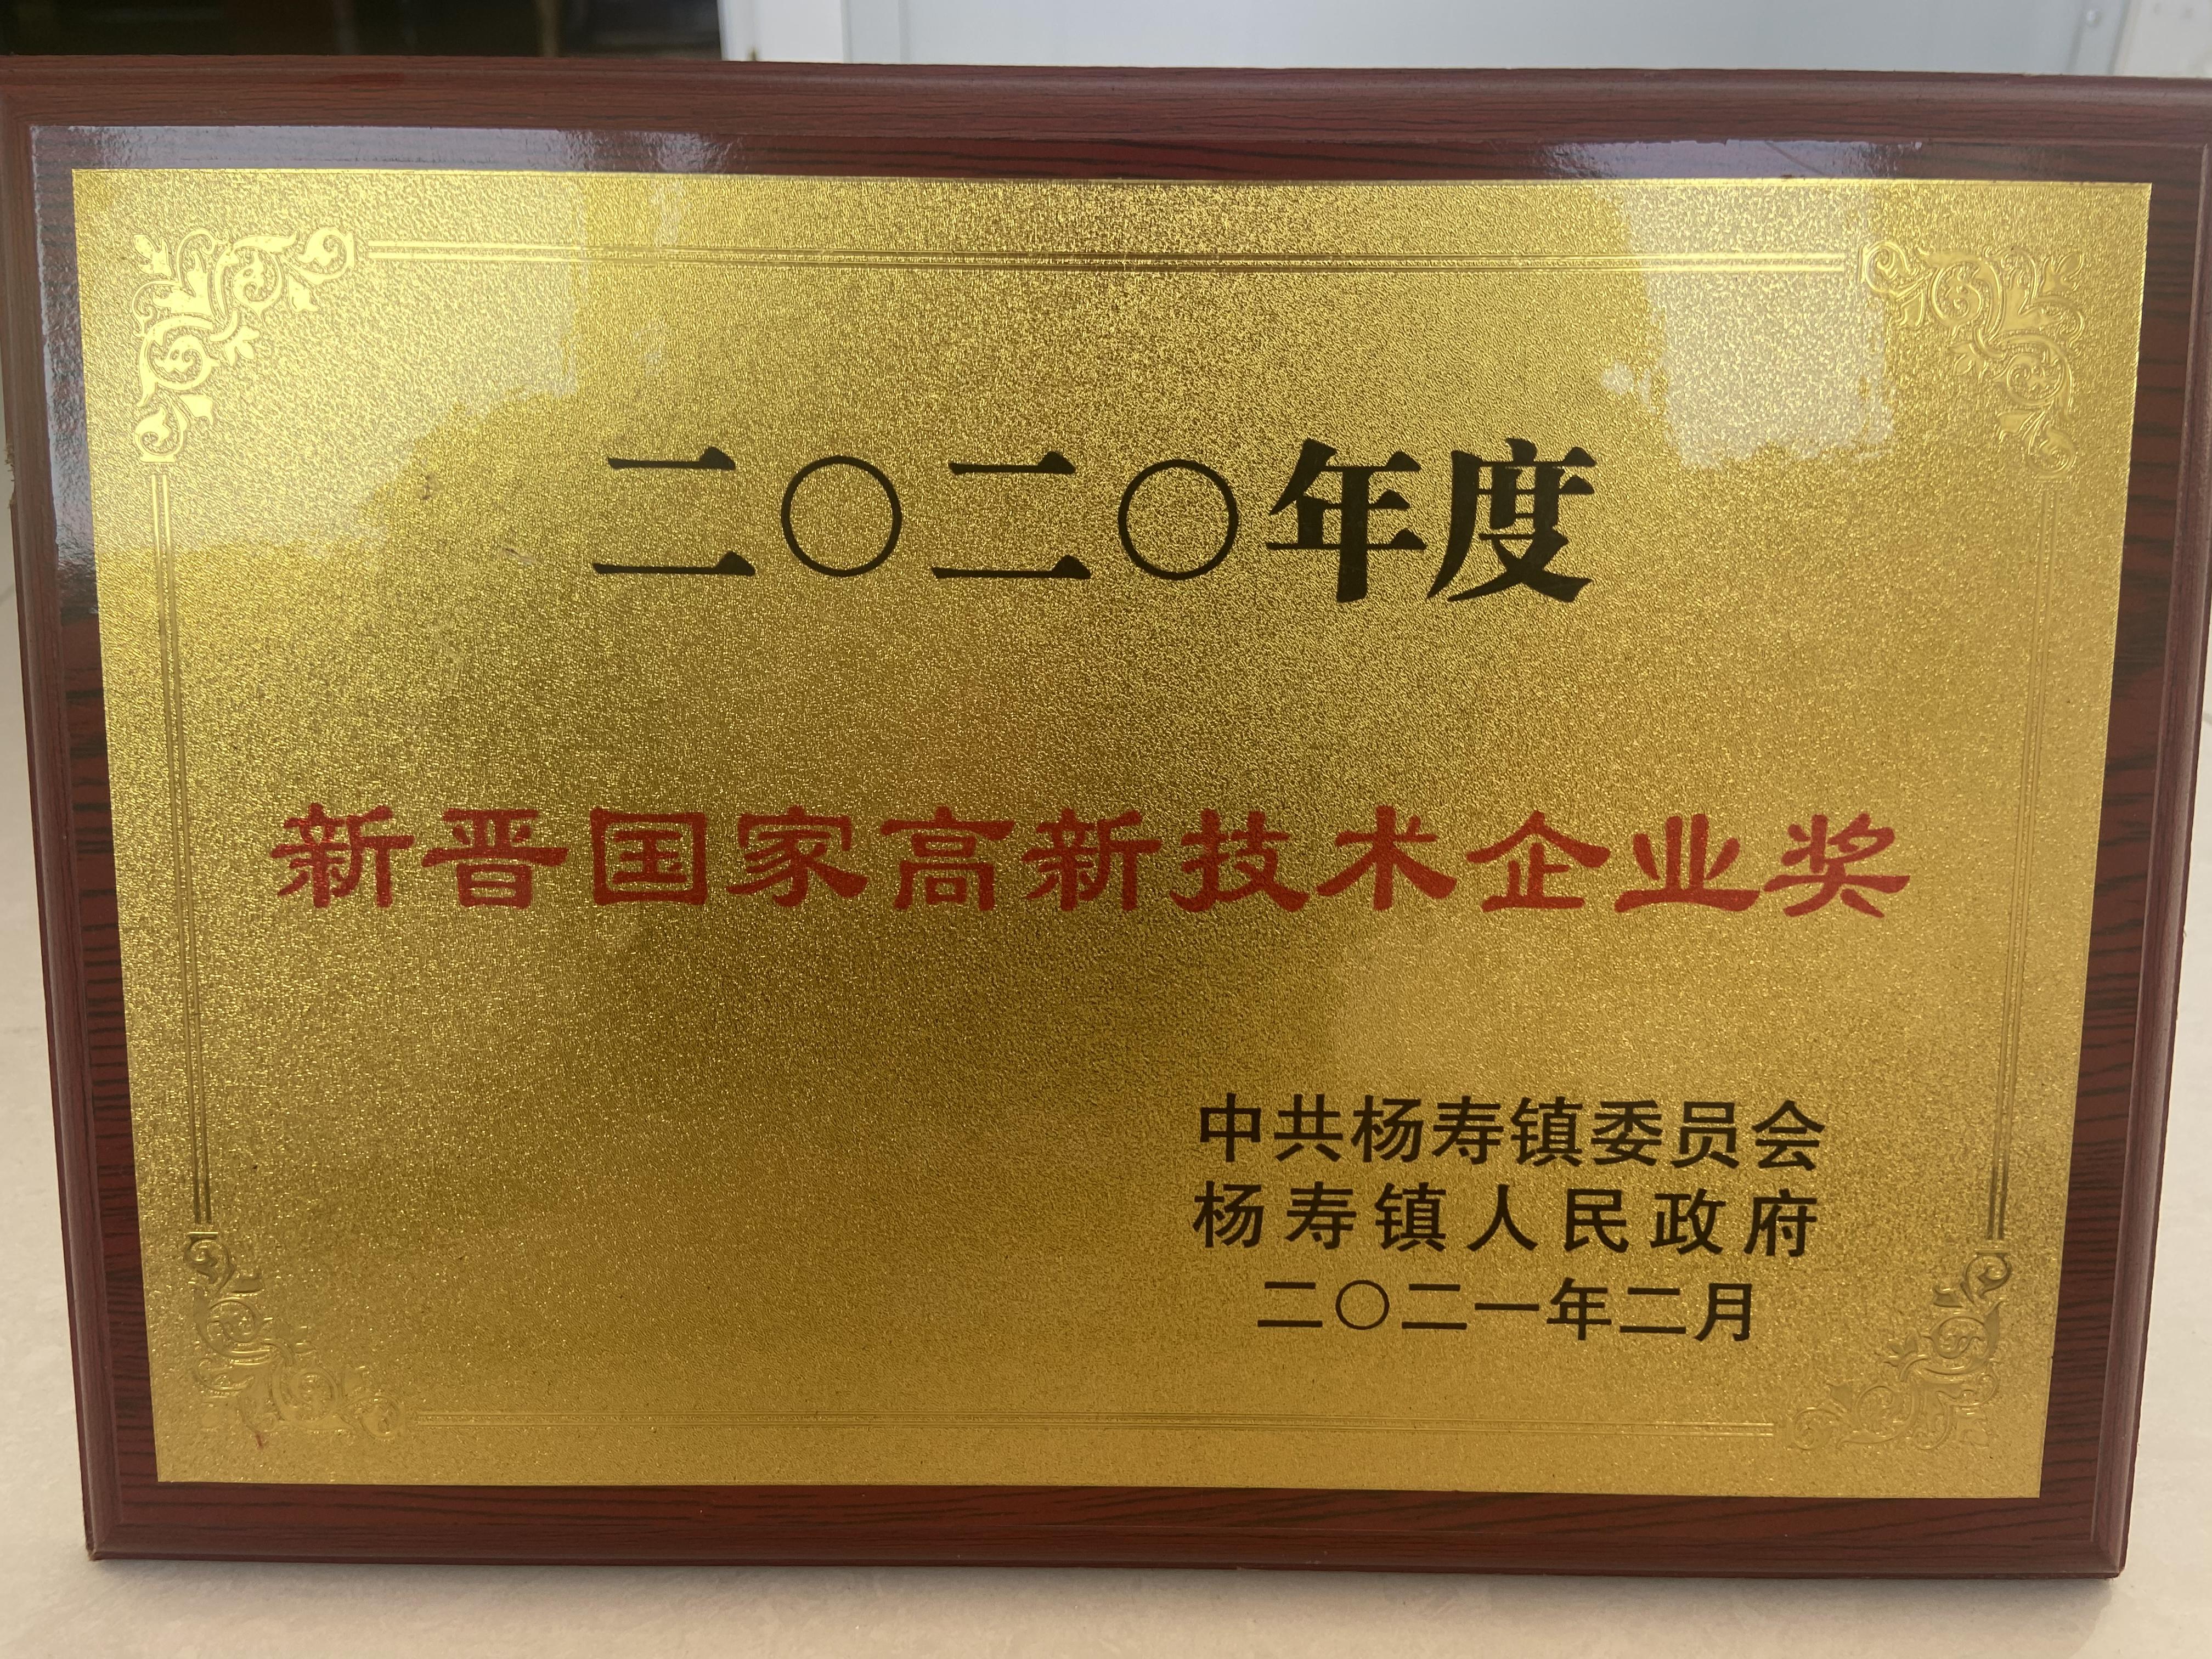 二〇二〇年度
新晋国家高新技术企业奖
中共杨寿镇委员会
杨寿镇人民政府
二〇二一年二月